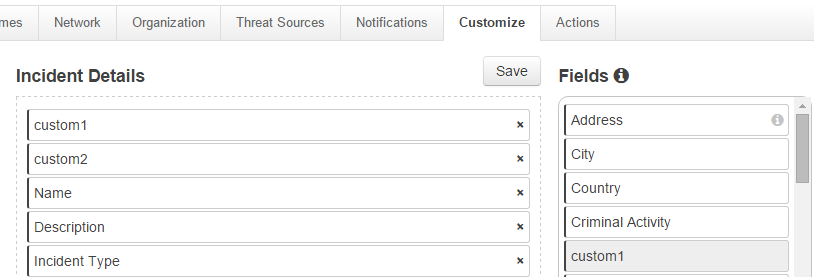 mes Network Organization Threat Sources Notifications Customize Actions
Incident Details Save Fields
custom1 ×
custom2 ×
Name ×
Description ×
Incident Type ×
Address
City
Country
Criminal Activity
custom1